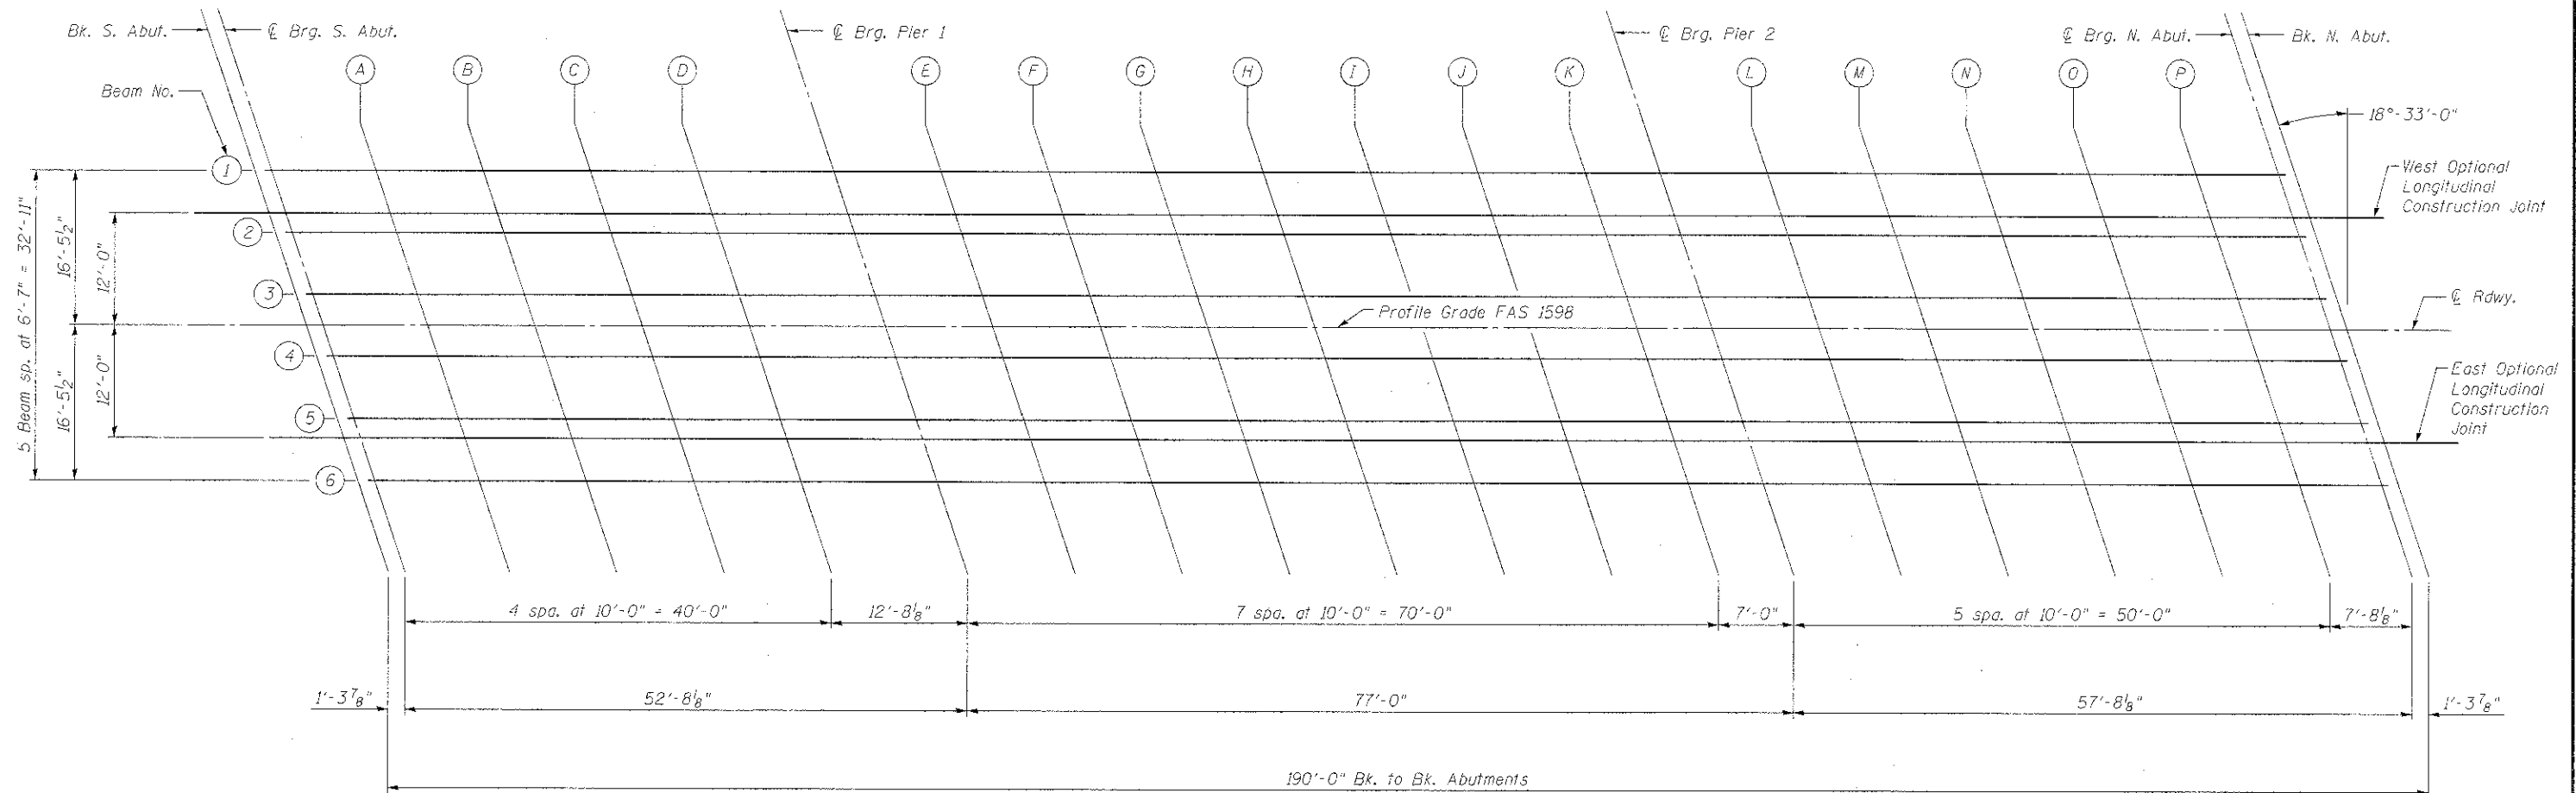 Bk. S. Abut.
℄ Brg. S. Abut.
℄ Brg. Pier 1
℄ Brg. Pier 2
℄ Brg. N. Abut.
Bk. N. Abut.
A B C D E F G H I J K L M N O P
Beam No.
18°-33'-0"
1
2
3
4
5
6
5 Beam sp. at 6'-7" = 32'-11"
16'-5½"
16'-5½"
12'-0"
12'-0"
West Optional
Longitudinal
Construction Joint
Profile Grade FAS 1598
℄ Rdwy.
East Optional
Longitudinal
Construction
Joint
4 spa. at 10'-0" = 40'-0"
12'-8⅛"
7 spa. at 10'-0" = 70'-0"
7'-0"
5 spa. at 10'-0" = 50'-0"
7'-8⅛"
1'-3⅞"
52'-8⅛"
77'-0"
57'-8⅛"
1'-3⅞"
190'-0" Bk. to Bk. Abutments